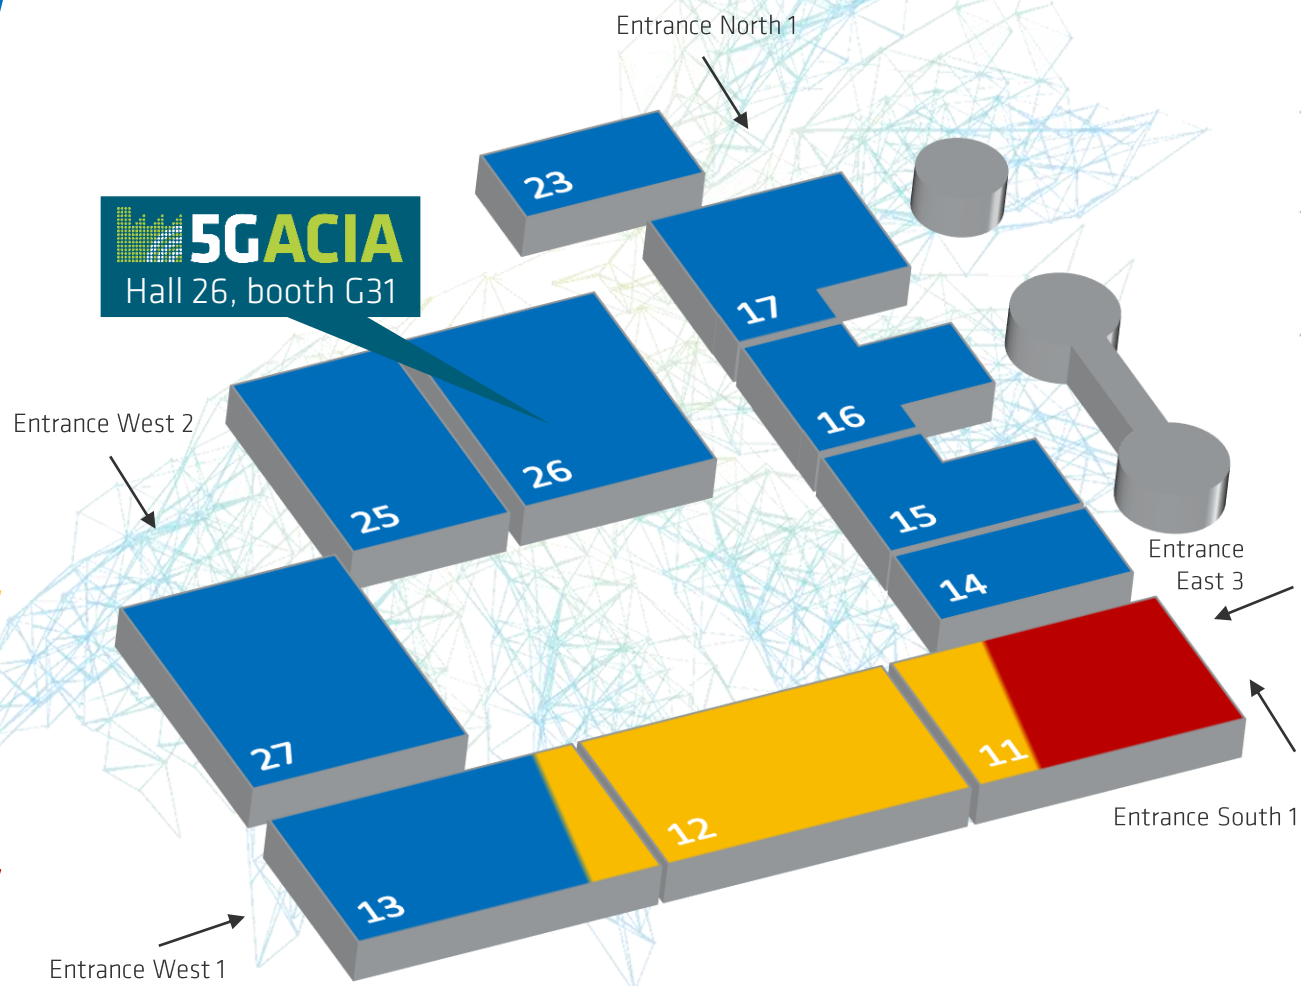 Entrance North 1
23
5GACIA
Hall 26, booth G31
17
16
Entrance West 2
26
25
15
Entrance
East 3
14
27
11
12
Entrance South 1
13
Entrance West 1